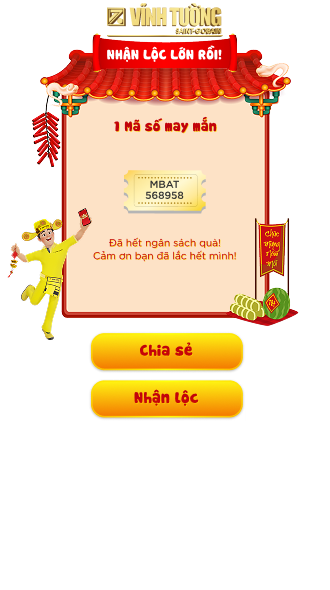 VĨNH TƯỜNG
SAINT-GOBAIN
NHẬN LỘC LỚN RỒI!
1 Mã số may mắn
MBAT
568958
Đã hết ngân sách quà!
Cảm ơn bạn đã lắc hết mình!
Chia sẻ
Nhận lộc